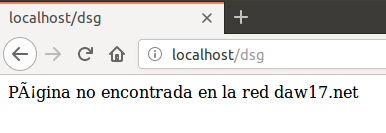 localhost/dsg
localhost/dsg
PÃ¡gina no encontrada en la red daw17.net